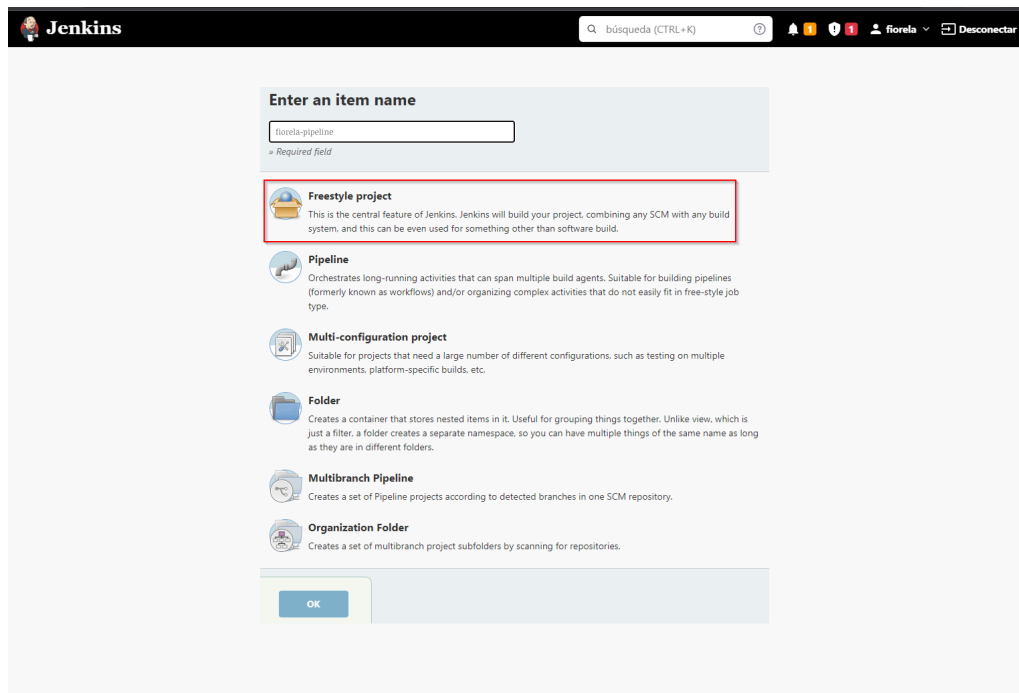 Jenkins
búsqueda (CTRL+K)
1
1
fiorela
Desconectar
Enter an item name
fiorela-pipeline
» Required field
Freestyle project
This is the central feature of Jenkins. Jenkins will build your project, combining any SCM with any build
system, and this can be even used for something other than software build.
Pipeline
Orchestrates long-running activities that can span multiple build agents. Suitable for building pipelines
(formerly known as workflows) and/or organizing complex activities that do not easily fit in free-style job
type.
Multi-configuration project
Suitable for projects that need a large number of different configurations, such as testing on multiple
environments, platform-specific builds, etc.
Folder
Creates a container that stores nested items in it. Useful for grouping things together. Unlike view, which is
just a filter, a folder creates a separate namespace, so you can have multiple things of the same name as long
as they are in different folders.
Multibranch Pipeline
Creates a set of Pipeline projects according to detected branches in one SCM repository.
Organization Folder
Creates a set of multibranch project subfolders by scanning for repositories.
OK